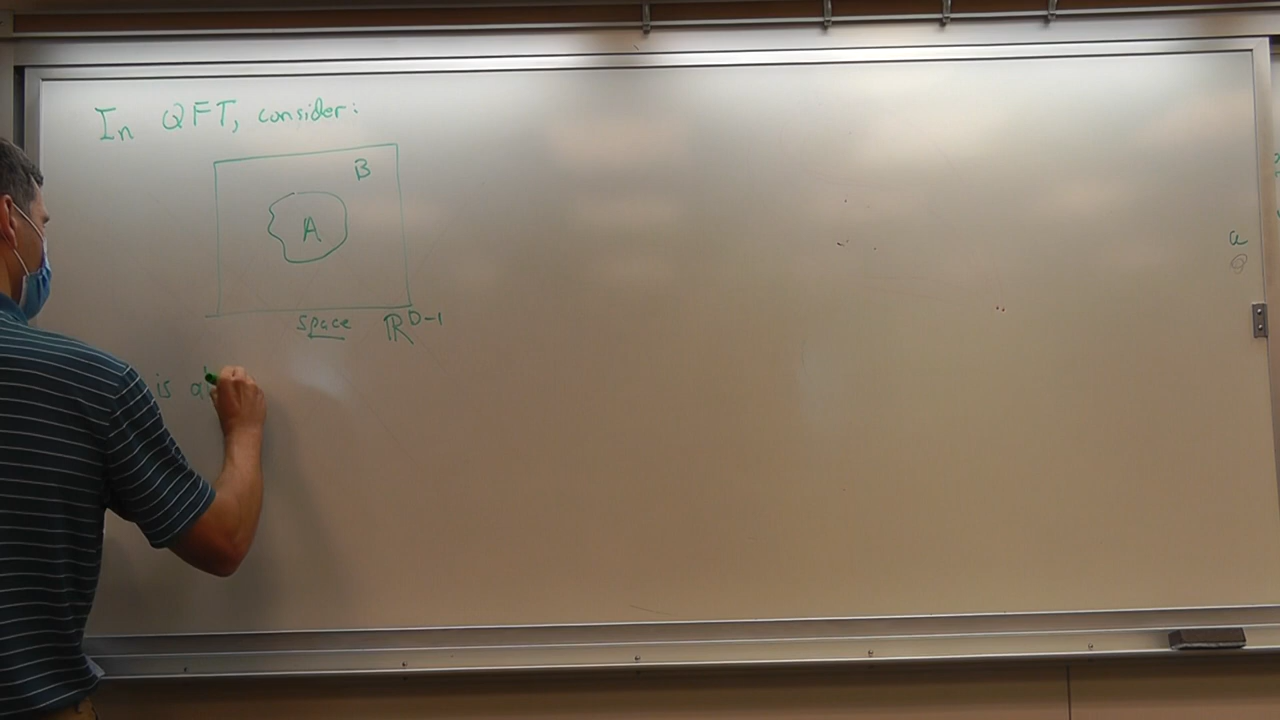 In QFT, consider:
B
A
space ℝ^D-1
is
a